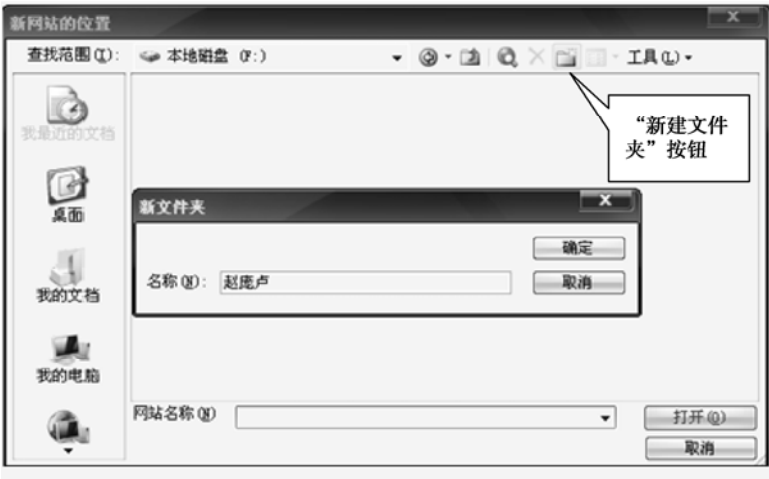 新网站的位置
查找范围(I): 本地磁盘 (F:) 工具(L)
我最近的文档
桌面
我的文档
我的电脑
“新建文件
夹”按钮
新文件夹
确定
名称(N): 赵庞卢
取消
网站名称(N)
打开(O)
取消